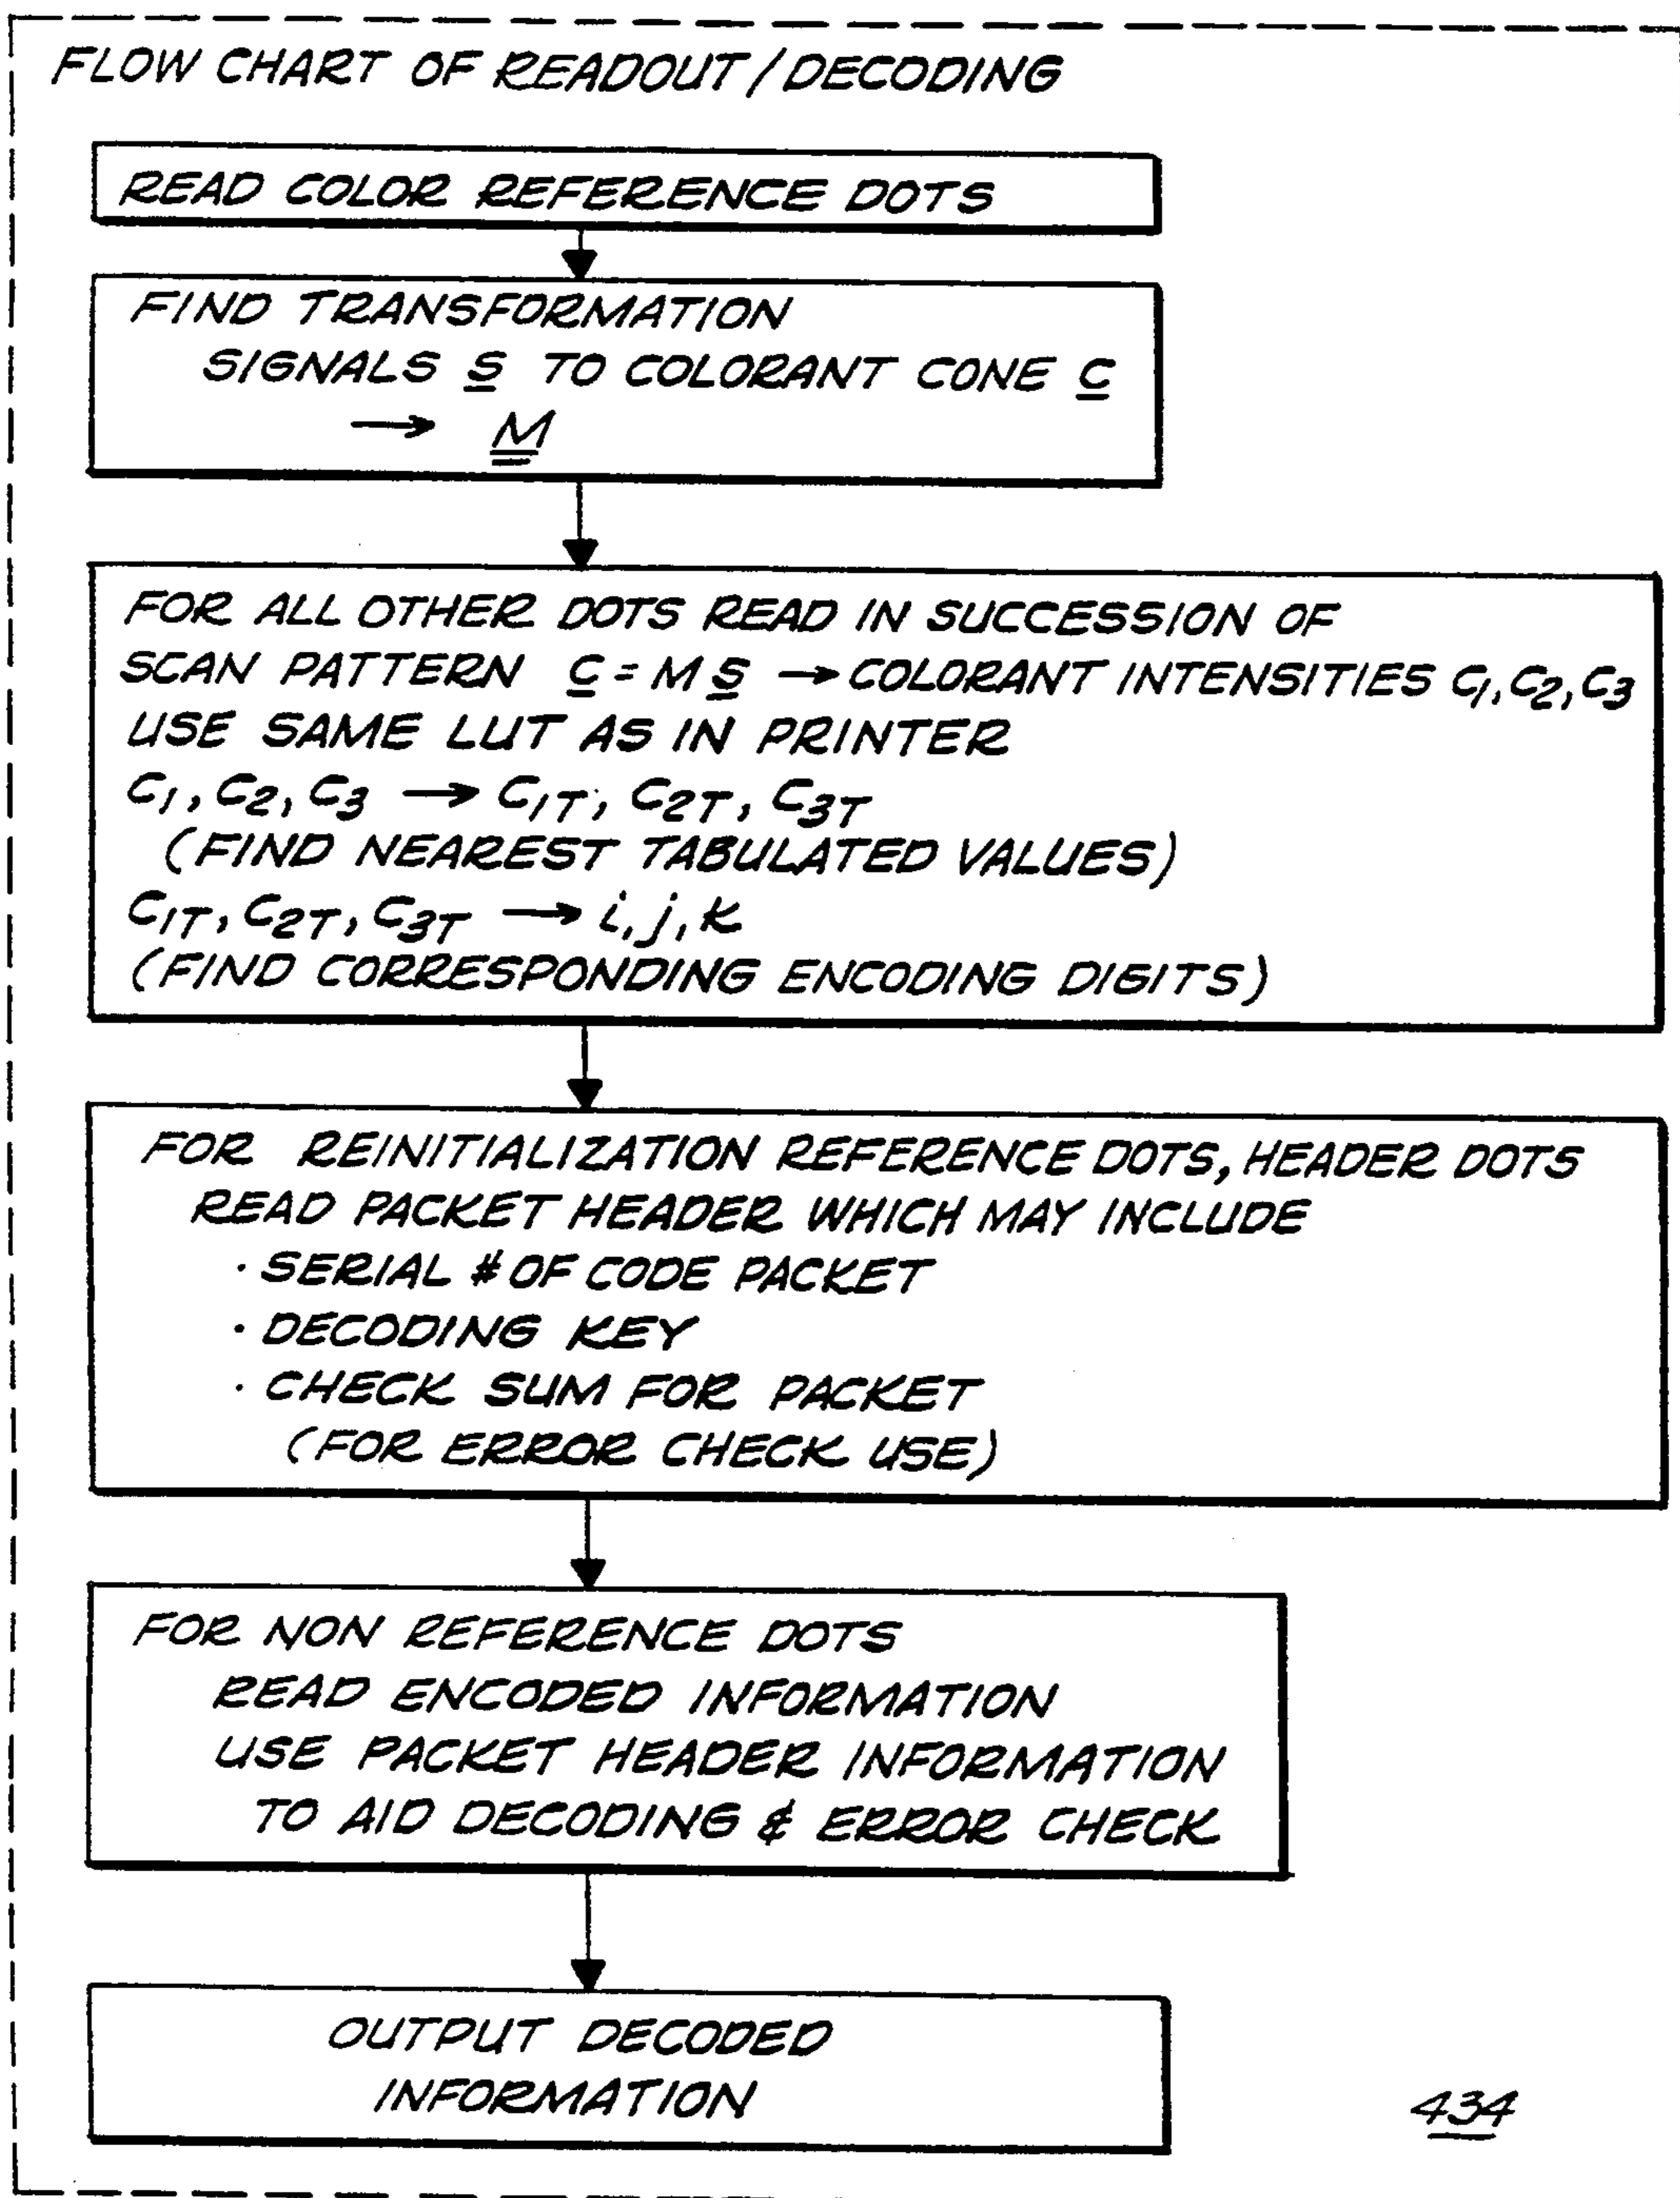 FLOW CHART OF READOUT/DECODING
READ COLOR REFERENCE DOTS
FIND TRANSFORMATION
SIGNALS S TO COLORANT CONE C
→ M
FOR ALL OTHER DOTS READ IN SUCCESSION OF
SCAN PATTERN C = M S → COLORANT INTENSITIES C1, C2, C3
USE SAME LUT AS IN PRINTER
C1, C2, C3 → C1T, C2T, C3T
(FIND NEAREST TABULATED VALUES)
C1T, C2T, C3T → i, j, k
(FIND CORRESPONDING ENCODING DIGITS)
FOR REINITIALIZATION REFERENCE DOTS, HEADER DOTS
READ PACKET HEADER WHICH MAY INCLUDE
· SERIAL # OF CODE PACKET
· DECODING KEY
· CHECK SUM FOR PACKET
(FOR ERROR CHECK USE)
FOR NON REFERENCE DOTS
READ ENCODED INFORMATION
USE PACKET HEADER INFORMATION
TO AID DECODING & ERROR CHECK
OUTPUT DECODED
INFORMATION
434